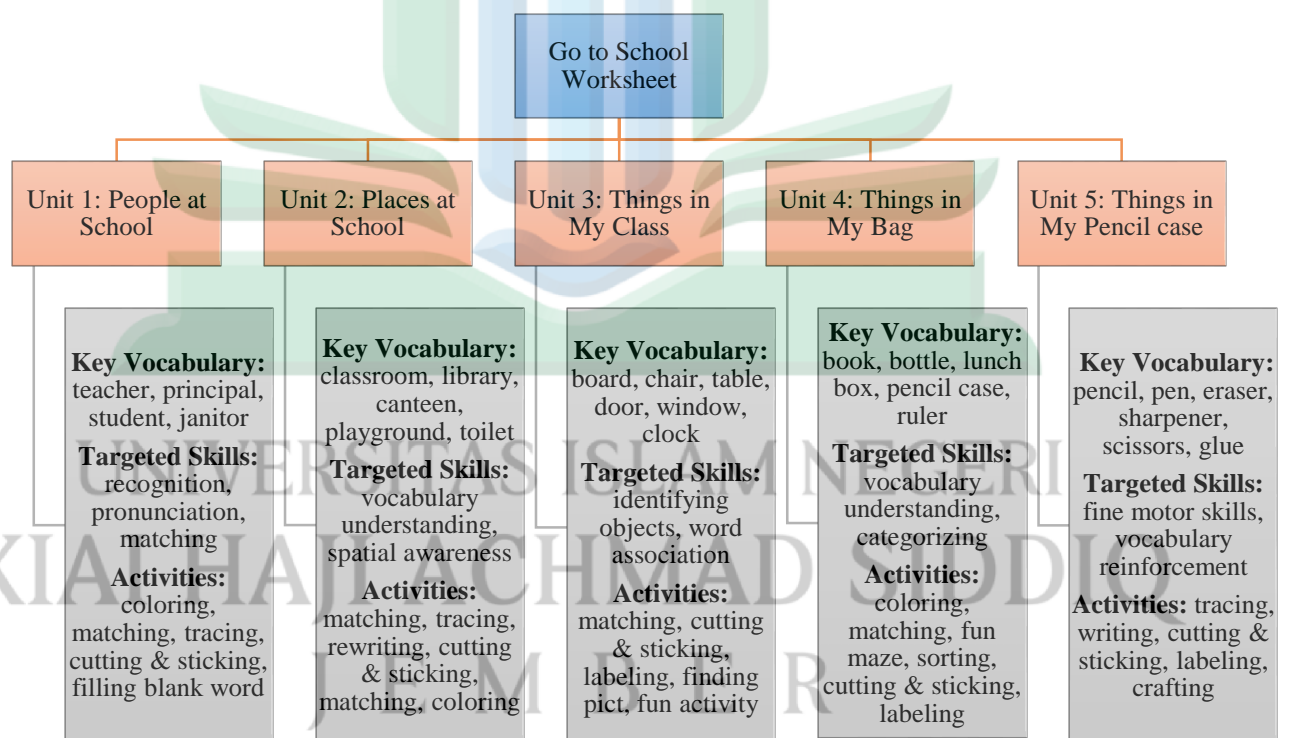 Go to School
Worksheet
Unit 1: People at
School
Unit 2: Places at
School
Unit 3: Things in
My Class
Unit 4: Things in
My Bag
Unit 5: Things in
My Pencil case
Key Vocabulary:
teacher, principal,
student, janitor
Targeted Skills:
recognition,
pronunciation,
matching
Activities:
coloring,
matching, tracing,
cutting & sticking,
filling blank word
Key Vocabulary:
classroom, library,
canteen,
playground, toilet
Targeted Skills:
vocabulary
understanding,
spatial awareness
Activities:
matching, tracing,
rewriting, cutting
& sticking,
matching, coloring
Key Vocabulary:
board, chair, table,
door, window,
clock
Targeted Skills:
identifying
objects, word
association
Activities:
matching, cutting
& sticking,
labeling, finding
pict, fun activity
Key Vocabulary:
book, bottle, lunch
box, pencil case,
ruler
Targeted Skills:
vocabulary
understanding,
categorizing
Activities:
coloring,
matching, fun
maze, sorting,
cutting & sticking,
labeling
Key Vocabulary:
pencil, pen, eraser,
sharpener,
scissors, glue
Targeted Skills:
fine motor skills,
vocabulary
reinforcement
Activities: tracing,
writing, cutting &
sticking, labeling,
crafting
UNIVERSITAS ISLAM NEGERI
KIAI HAJI ACHMAD SIDDIQ
JEMBER